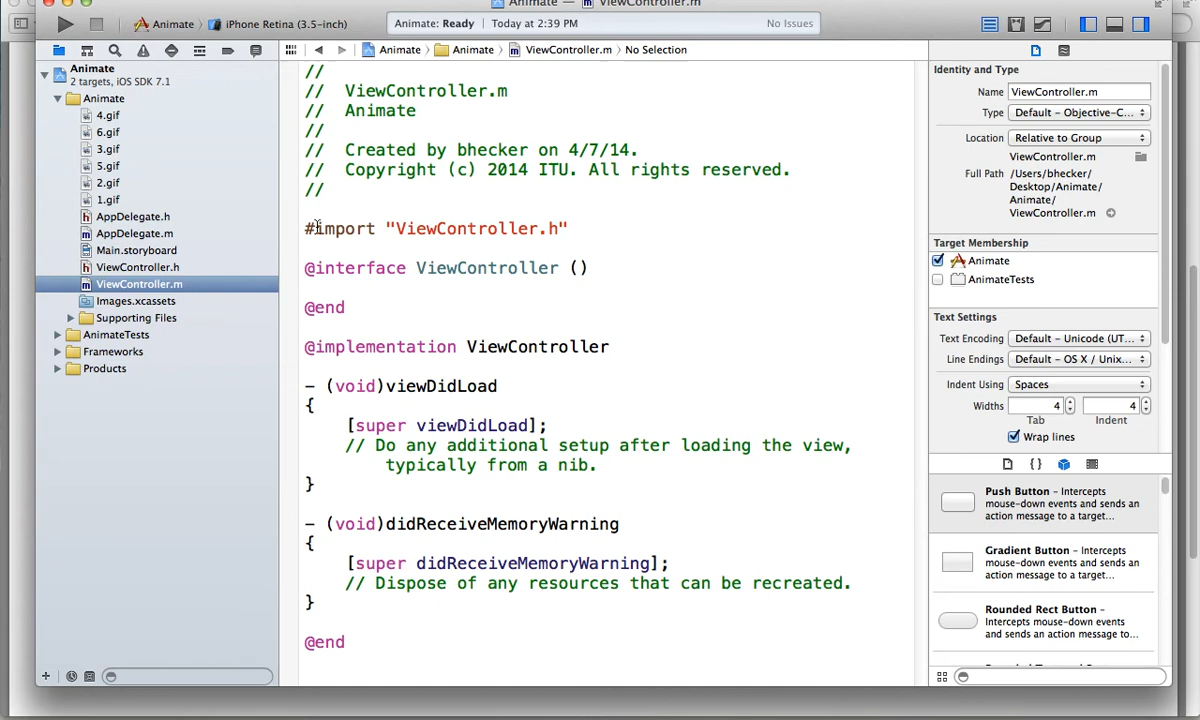 Animate — ViewController.m
Animate iPhone Retina (3.5-inch)
Animate: Ready Today at 2:39 PM No Issues
Animate Animate ViewController.m No Selection
Animate
2 targets, iOS SDK 7.1
Animate
4.gif
6.gif
3.gif
5.gif
2.gif
1.gif
AppDelegate.h
AppDelegate.m
Main.storyboard
ViewController.h
ViewController.m
Images.xcassets
Supporting Files
AnimateTests
Frameworks
Products
//
// ViewController.m
// Animate
//
// Created by bhecker on 4/7/14.
// Copyright (c) 2014 ITU. All rights reserved.
//
#import "ViewController.h"
@interface ViewController ()
@end
@implementation ViewController
- (void)viewDidLoad
{
[super viewDidLoad];
// Do any additional setup after loading the view,
typically from a nib.
}
- (void)didReceiveMemoryWarning
{
[super didReceiveMemoryWarning];
// Dispose of any resources that can be recreated.
}
@end
Identity and Type
Name ViewController.m
Type Default - Objective-C...
Location Relative to Group
ViewController.m
Full Path /Users/bhecker/
Desktop/Animate/
Animate/
ViewController.m
Target Membership
Animate
AnimateTests
Text Settings
Text Encoding Default - Unicode (UT...
Line Endings Default - OS X / Unix...
Indent Using Spaces
Widths 4 4
Tab Indent
Wrap lines
{ }
Push Button - Intercepts
mouse-down events and sends an
action message to a target...
Gradient Button - Intercepts
mouse-down events and sends an
action message to a target...
Rounded Rect Button -
Intercepts mouse-down events
and sends an action message to...